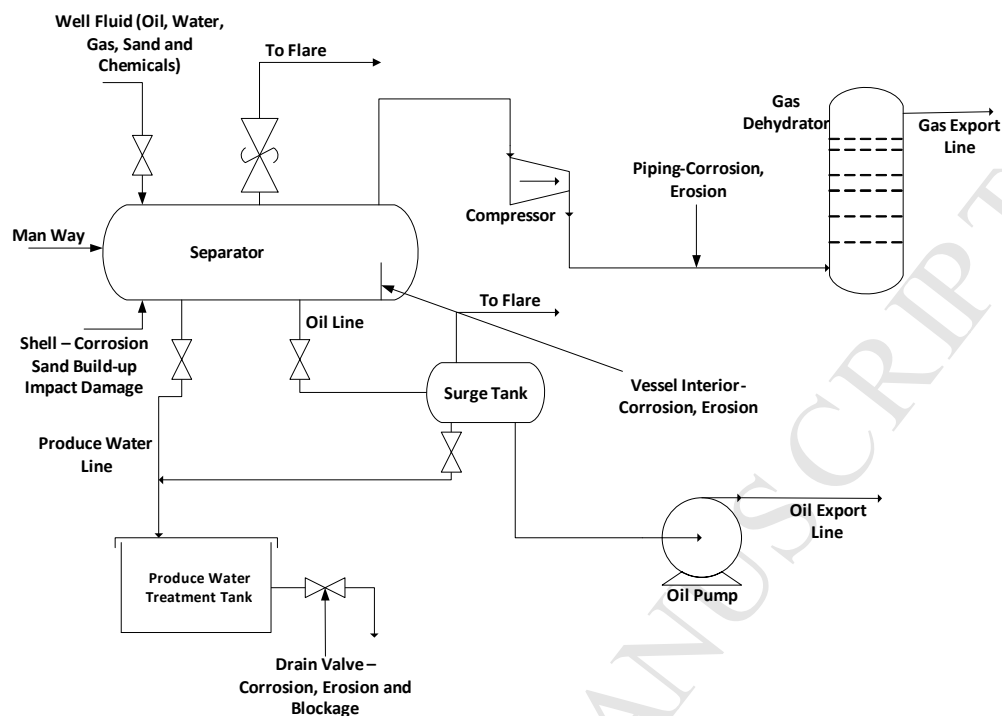 Well Fluid (Oil, Water,
Gas, Sand and
Chemicals)
To Flare
Gas
Dehydrator
Gas Export
Line
Piping-Corrosion,
Erosion
Compressor
Man Way
Separator
To Flare
Oil Line
Shell – Corrosion
Sand Build-up
Impact Damage
Surge Tank
Vessel Interior-
Corrosion, Erosion
Produce Water
Line
Oil Export
Line
Produce Water
Treatment Tank
Oil Pump
Drain Valve –
Corrosion, Erosion and
Blockage
ANUSCRIPT